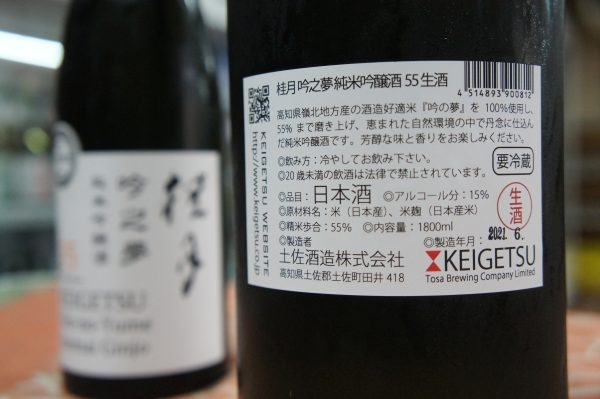 桂月 吟之夢 純米吟醸酒 55 生酒
4 514893 900812
高知県嶺北地方産の酒造好適米『吟の夢』を 100%使用し、
55% まで磨き上げ、恵まれた自然環境の中で丹念に仕込ん
だ純米吟醸酒です。芳醇な味と香りをお楽しみください。
◎飲み方：冷やしてお飲み下さい。
◎20 歳未満の飲酒は法律で禁止されています。
要冷蔵
KEIGETSU WEBSITE
http://www.keigetsu.co.jp
◎品目：日本酒 ◎アルコール分：15%
◎原材料名：米（日本産）、米麹（日本産米）
◎精米歩合：55% ◎内容量：1800ml
生酒
◎製造者
◎製造年月：2021. 6.
土佐酒造株式会社
高知県土佐郡土佐町田井 418
KEIGETSU
Tosa Brewing Company Limited
桂月
吟之夢
KEIGETSU
Gin no Yume
Junmai Ginjo